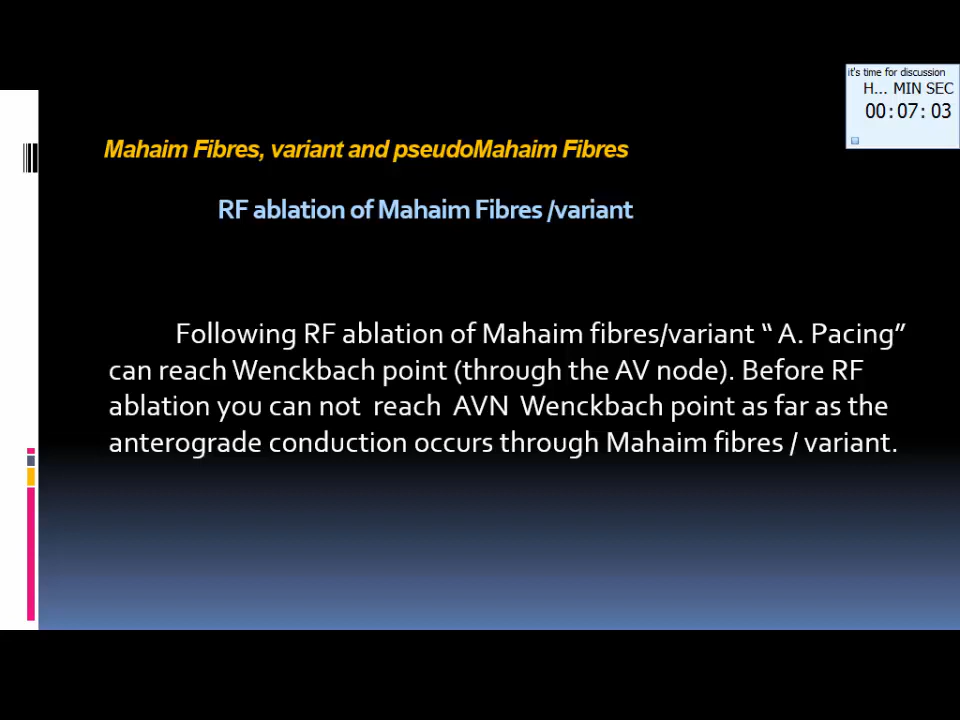 it's time for discussion
H... MIN SEC
00:07:03
Mahaim Fibres, variant and pseudoMahaim Fibres
RF ablation of Mahaim Fibres /variant
Following RF ablation of Mahaim fibres/variant “ A. Pacing”
can reach Wenckbach point (through the AV node). Before RF
ablation you can not reach AVN Wenckbach point as far as the
anterograde conduction occurs through Mahaim fibres / variant.